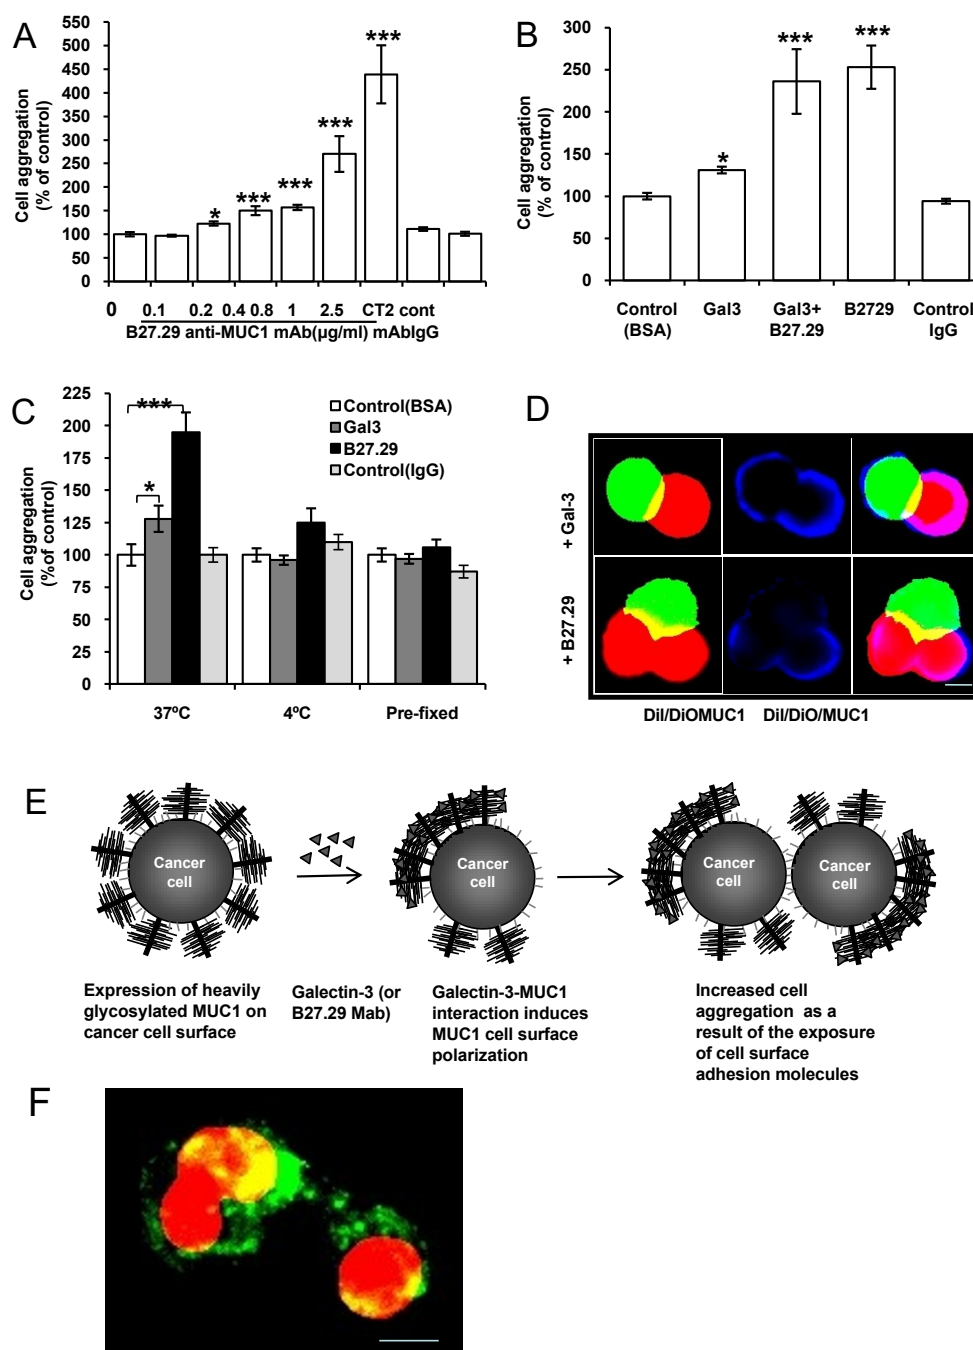 A
Cell aggregation
(% of control)
550
500
450
400
350
300
250
200
150
100
50
0
*
***
***
***
***
0 0.1 0.2 0.4 0.8 1 2.5 CT2 cont
B27.29 anti-MUC1 mAb(µg/ml) mAbIgG
B
Cell aggregation
(% of control)
300
250
200
150
100
50
0
*
***
***
Control
(BSA)
Gal3
Gal3+
B27.29
B2729
Control
IgG
C
Cell aggregation
(%of control)
225
200
175
150
125
100
75
50
25
0
***
*
Control(BSA)
Gal3
B27.29
Control(IgG)
37ºC
4ºC
Pre-fixed
D
+ Gal-3
+ B27.29
Dil/DiOMUC1 Dil/DiO/MUC1
E
Cancer
cell
Cancer
cell
Cancer
cell
Cancer
cell
Expression of heavily
glycosylated MUC1 on
cancer cell surface
Galectin-3 (or
B27.29 Mab)
Galectin-3-MUC1
interaction induces
MUC1 cell surface
polarization
Increased cell
aggregation as a
result of the exposure
of cell surface
adhesion molecules
F